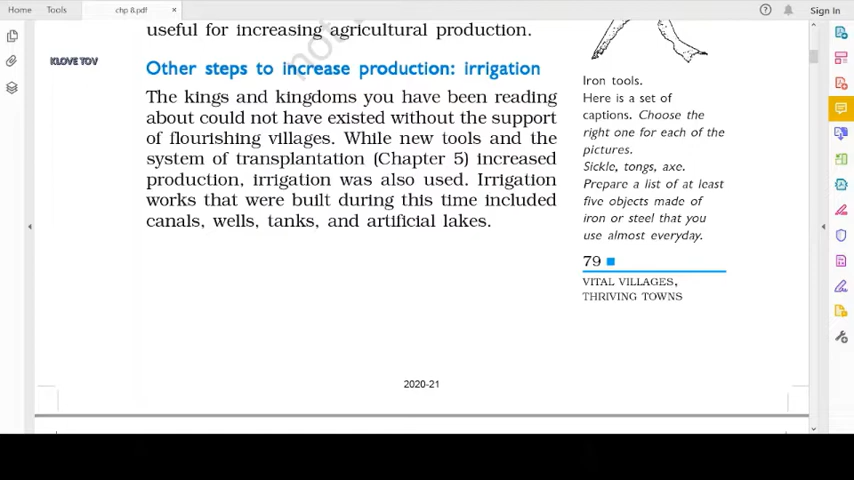 Home
Tools
chp 8.pdf
×
Sign In
KLOVE TOV
useful for increasing agricultural production.
Other steps to increase production: irrigation
The kings and kingdoms you have been reading
about could not have existed without the support
of flourishing villages. While new tools and the
system of transplantation (Chapter 5) increased
production, irrigation was also used. Irrigation
works that were built during this time included
canals, wells, tanks, and artificial lakes.
Iron tools.
Here is a set of
captions. Choose the
right one for each of the
pictures.
Sickle, tongs, axe.
Prepare a list of at least
five objects made of
iron or steel that you
use almost everyday.
79
VITAL VILLAGES,
THRIVING TOWNS
2020-21